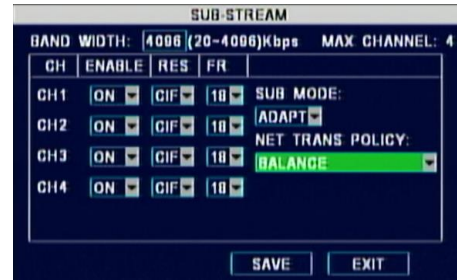 SUB-STREAM
BAND WIDTH: 4096 (20-4096)Kbps MAX CHANNEL: 4
CH ENABLE RES FR
CH1 ON CIF 18 SUB MODE:
ADAPT
CH2 ON CIF 18
NET TRANS POLICY:
CH3 ON CIF 18 BALANCE
CH4 ON CIF 18
SAVE EXIT